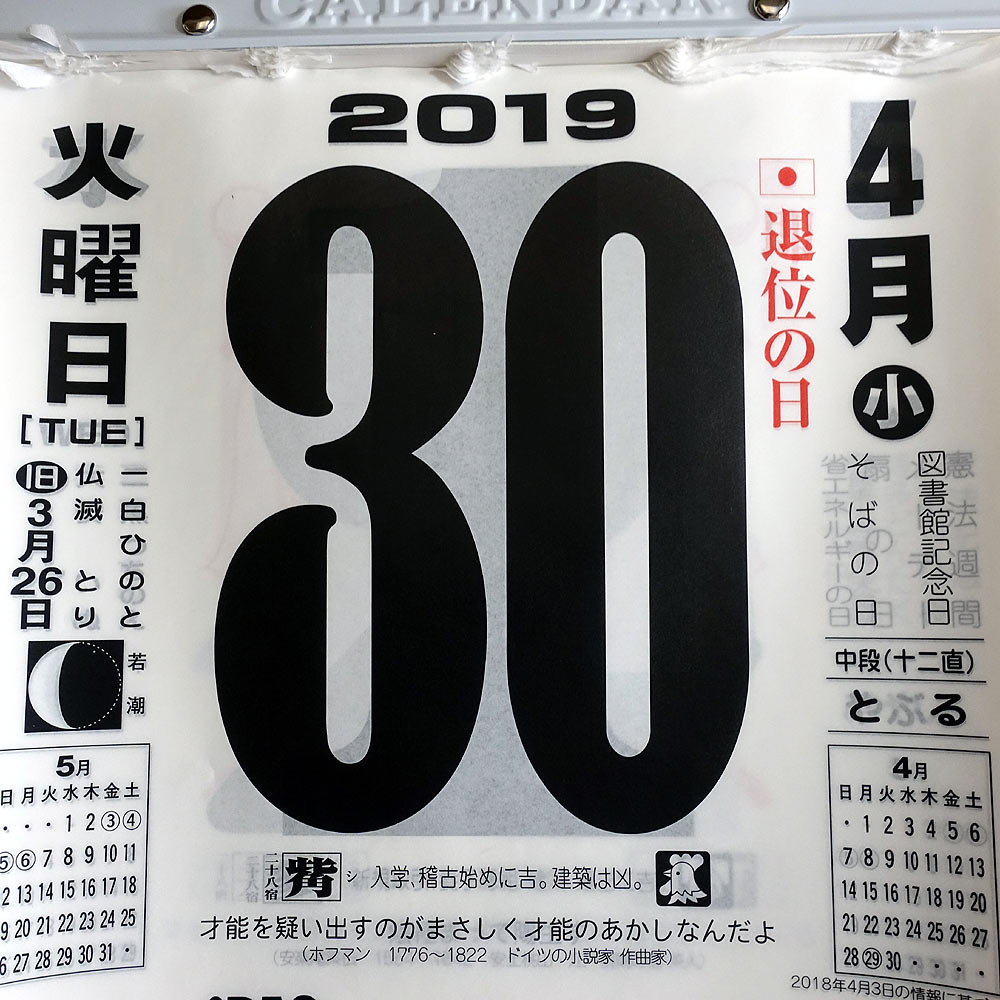 CALENDAR
2019
4月
小
退位の日
30
火曜日
[TUE]
図書館記念日
そばの日
一白ひのと
仏滅 とり
旧3月26日
若潮
中段(十二直)
とる
5月
日月火水木金土
・・・12③④
⑤⑥7891011
12131415161718
19202122232425
262728293031・
4月
日月火水木金土
・123456
⑦⑧910111213
14151617181920
21222324252627
28㉙30・・・・
二十八宿
觜
シ 入学、稽古始めに吉。建築は凶。
才能を疑い出すのがまさしく才能のあかしなんだよ
(ホフマン 1776～1822 ドイツの小説家 作曲家)
2018年4月3日の情報に